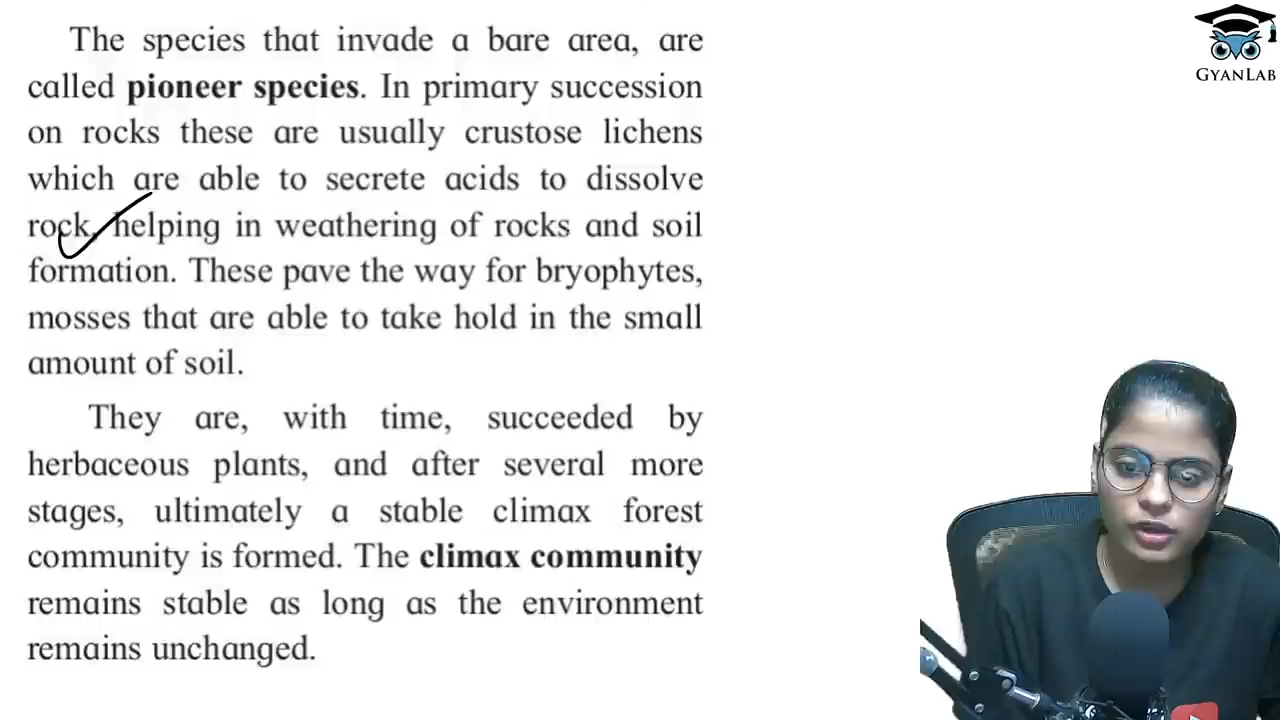 The species that invade a bare area, are
called pioneer species. In primary succession
on rocks these are usually crustose lichens
which are able to secrete acids to dissolve
rock, helping in weathering of rocks and soil
formation. These pave the way for bryophytes,
mosses that are able to take hold in the small
amount of soil.
They are, with time, succeeded by
herbaceous plants, and after several more
stages, ultimately a stable climax forest
community is formed. The climax community
remains stable as long as the environment
remains unchanged.
GYANLAB